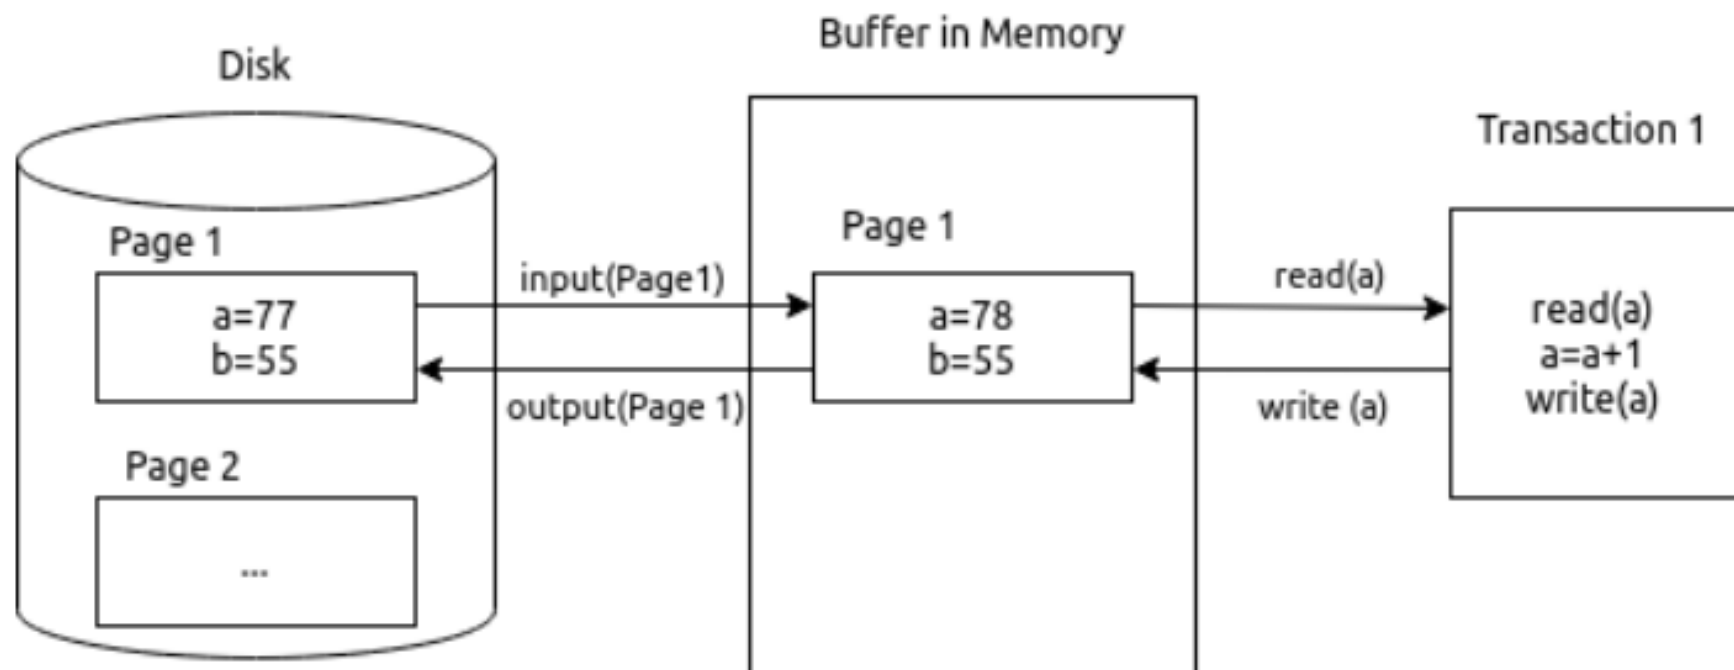 Disk
Page 1
a=77
b=55
Page 2
...
input(Page1)
output(Page 1)
Buffer in Memory
Page 1
a=78
b=55
read(a)
write (a)
Transaction 1
read(a)
a=a+1
write(a)